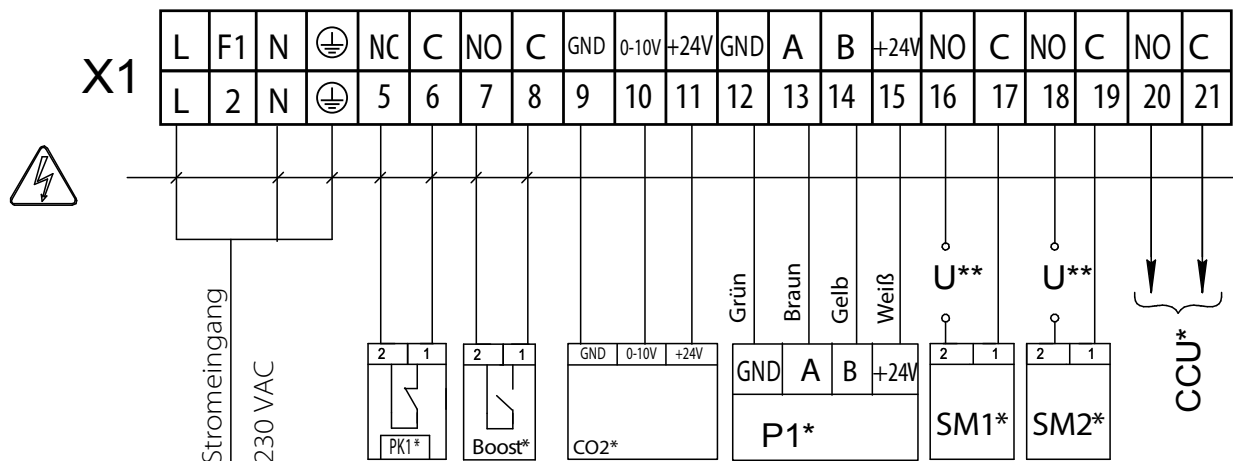 X1
L F1 N NC C NO C GND 0-10V +24V GND A B +24V NO C NO C NO C
L 2 N 5 6 7 8 9 10 11 12 13 14 15 16 17 18 19 20 21
Stromeingang
230 VAC
2 1
PK1*
2 1
Boost*
GND 0-10V +24V
CO2*
Grün
Braun
Gelb
Weiß
GND A B +24V
P1*
U**
2 1
SM1*
U**
2 1
SM2*
CCU*